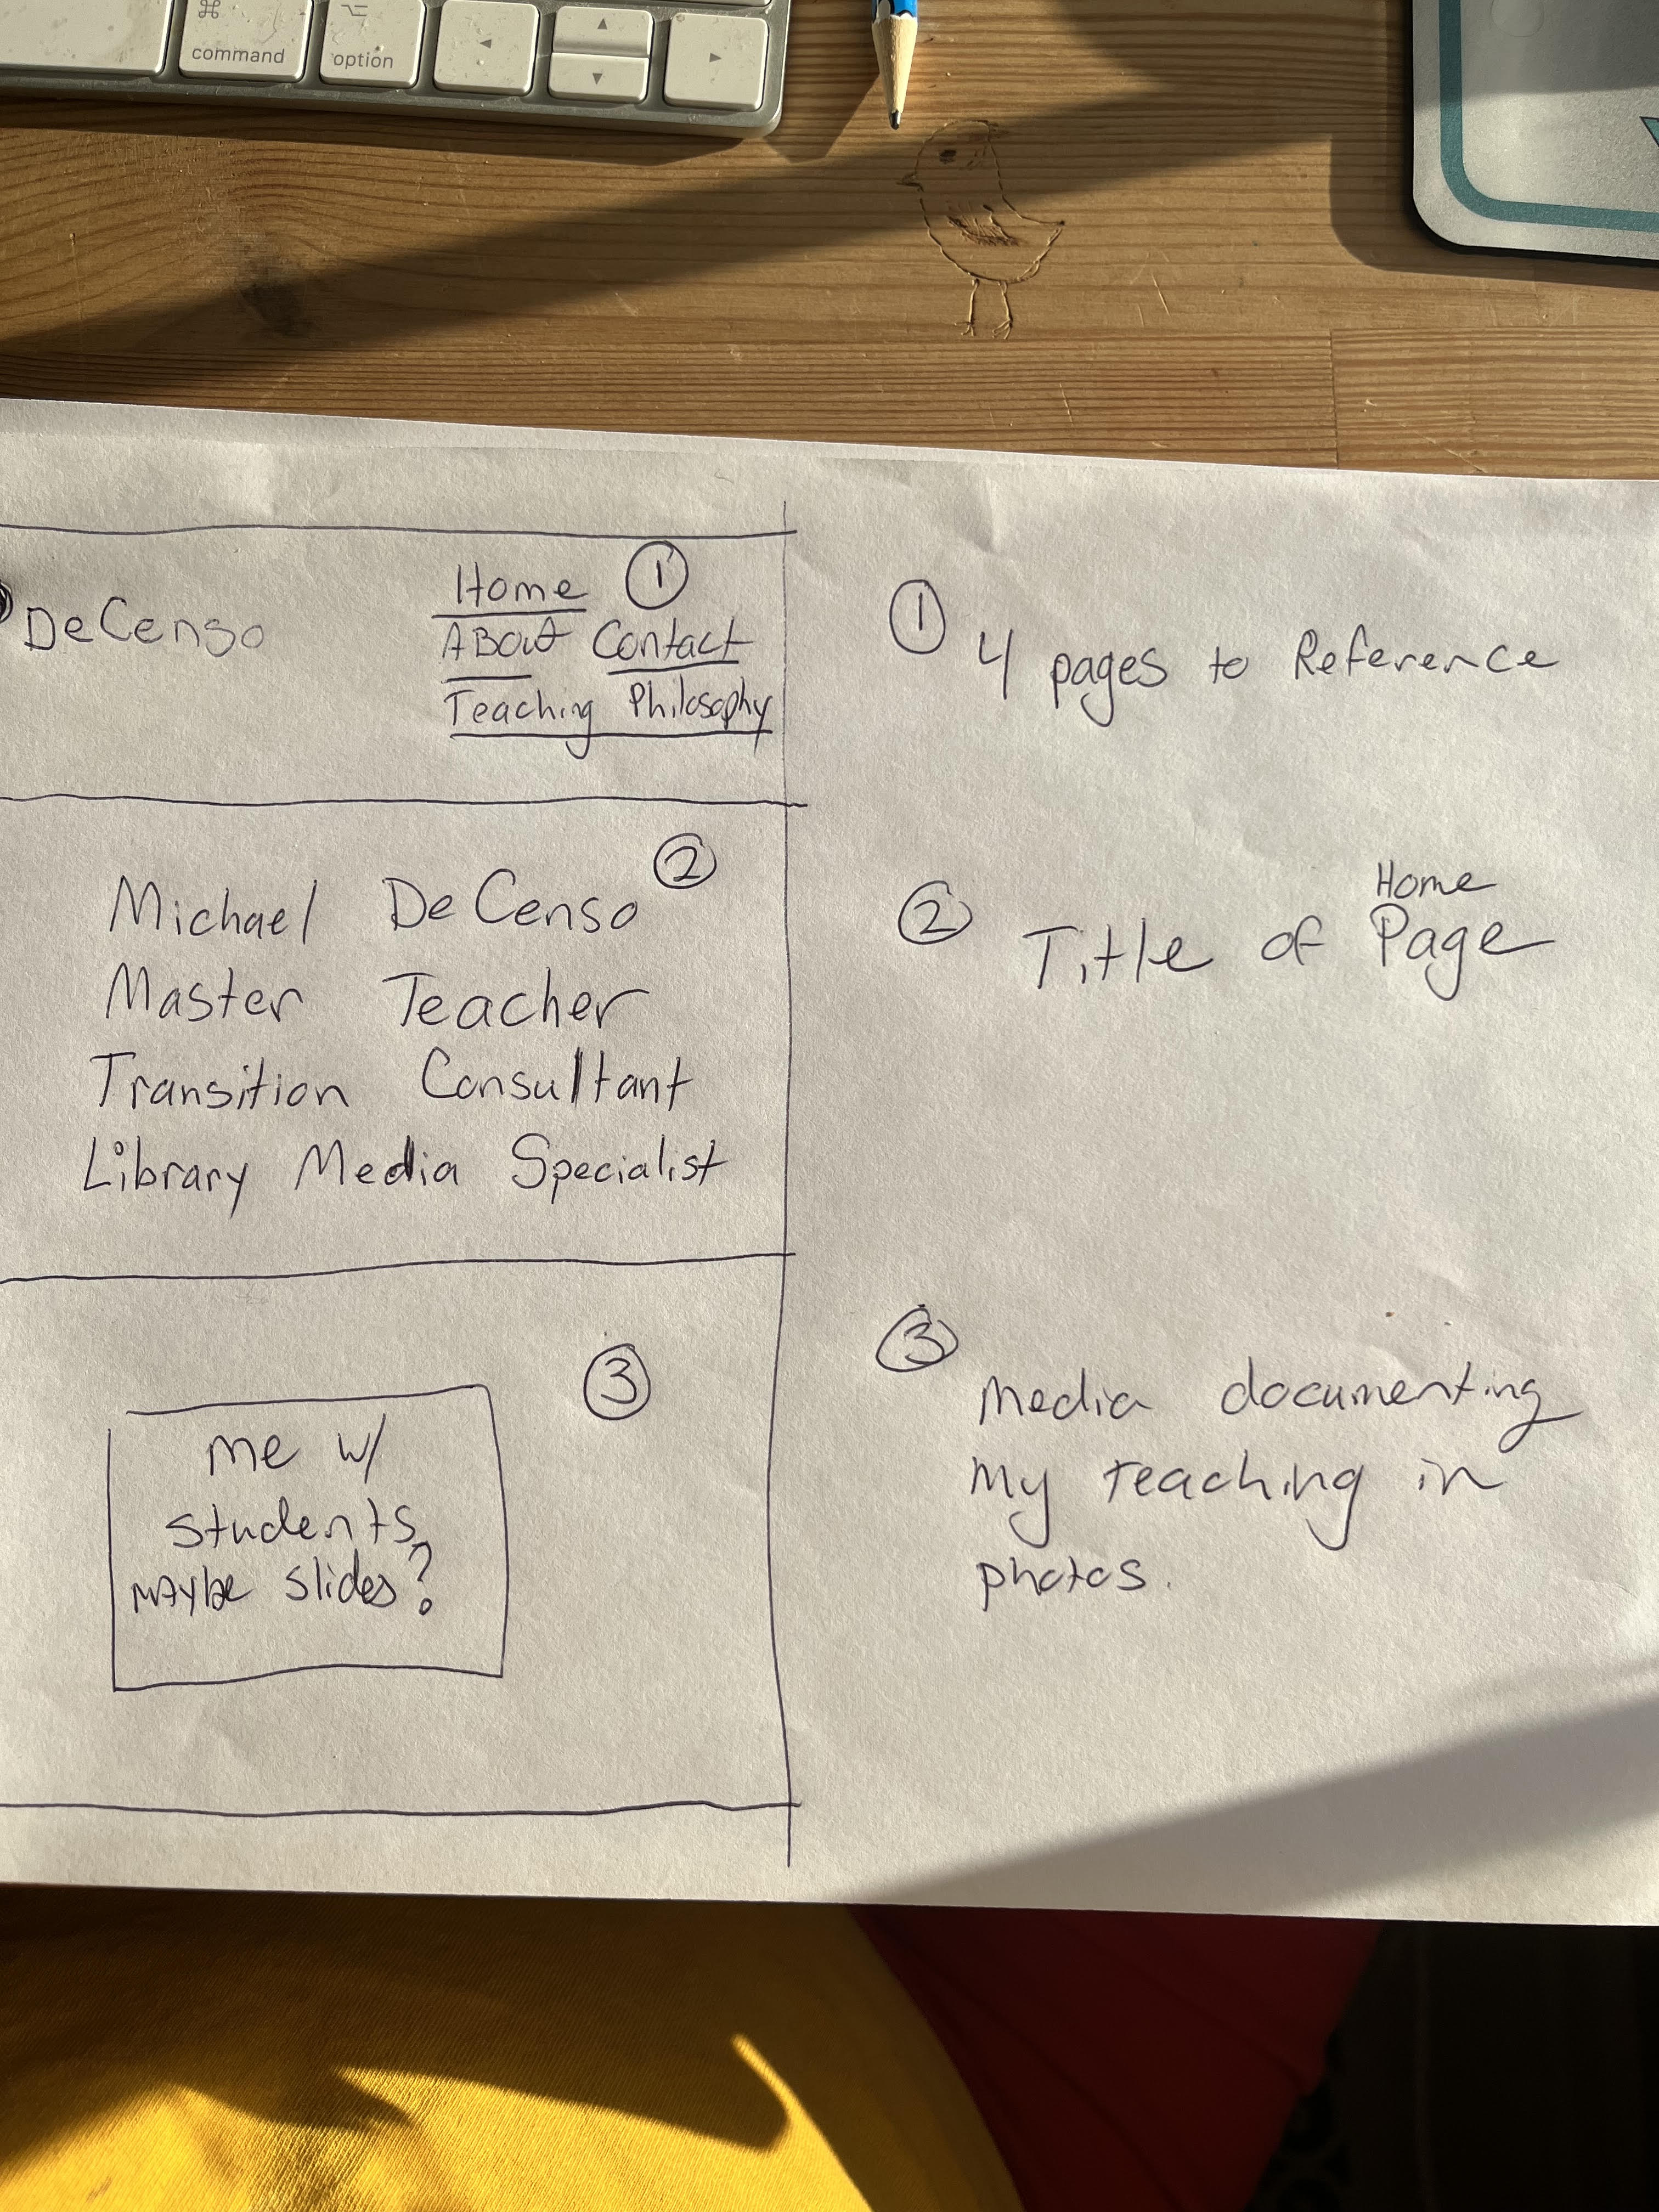 ⌘
command
⌥
option
◄
▲
▼
►
DeCenso
Home ①
About Contact
Teaching Philosophy
① 4 pages to Reference
Michael DeCenso ②
Master Teacher
Transition Consultant
Library Media Specialist
② Title of Home Page
③
me w/
students,
maybe slides?
③ Media documenting
my teaching in
photos.